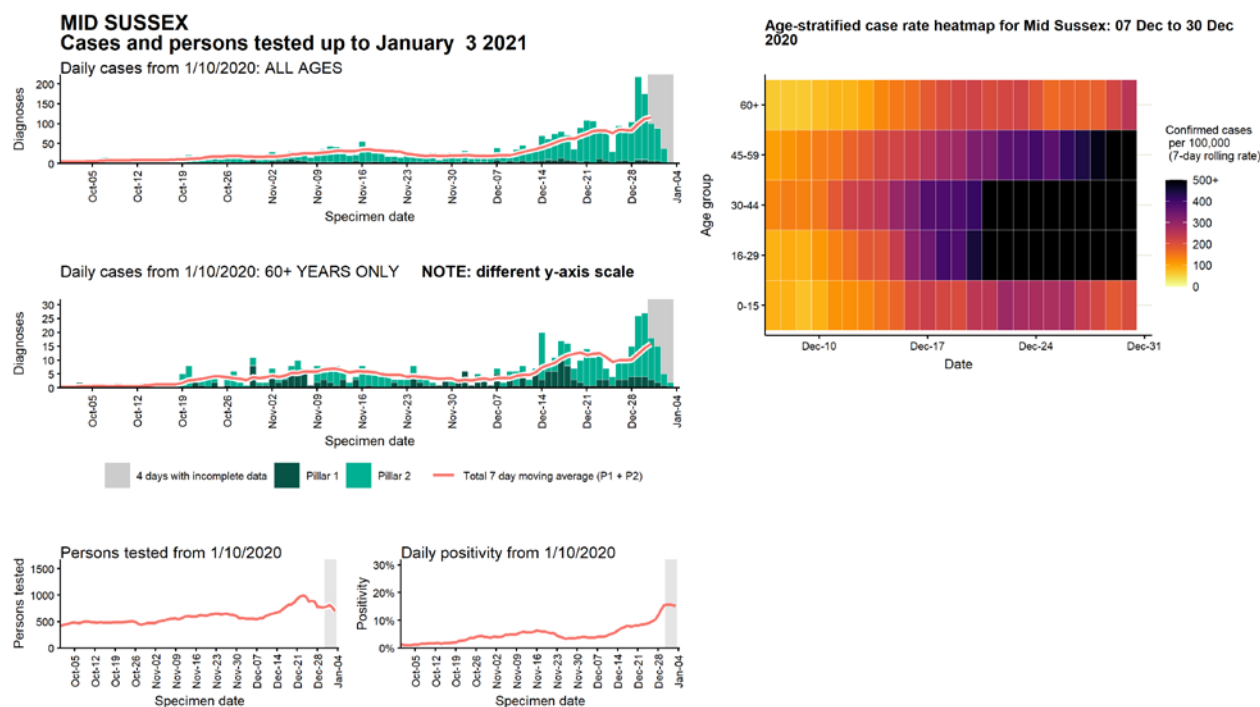 MID SUSSEX
Cases and persons tested up to January 3 2021
Daily cases from 1/10/2020: ALL AGES
Diagnoses
200
150
100
50
0
Oct-05
Oct-12
Oct-19
Oct-26
Nov-02
Nov-09
Nov-16
Nov-23
Nov-30
Dec-07
Dec-14
Dec-21
Dec-28
Jan-04
Specimen date
Daily cases from 1/10/2020: 60+ YEARS ONLY NOTE: different y-axis scale
Diagnoses
30
25
20
15
10
5
0
Oct-05
Oct-12
Oct-19
Oct-26
Nov-02
Nov-09
Nov-16
Nov-23
Nov-30
Dec-07
Dec-14
Dec-21
Dec-28
Jan-04
Specimen date
4 days with incomplete data
Pillar 1
Pillar 2
Total 7 day moving average (P1 + P2)
Persons tested from 1/10/2020
Persons tested
1500
1000
500
0
Oct-05
Oct-12
Oct-19
Oct-26
Nov-02
Nov-09
Nov-16
Nov-23
Nov-30
Dec-07
Dec-14
Dec-21
Dec-28
Jan-04
Specimen date
Daily positivity from 1/10/2020
Positivity
30%
20%
10%
0%
Oct-05
Oct-12
Oct-19
Oct-26
Nov-02
Nov-09
Nov-16
Nov-23
Nov-30
Dec-07
Dec-14
Dec-21
Dec-28
Jan-04
Specimen date
Age-stratified case rate heatmap for Mid Sussex: 07 Dec to 30 Dec
2020
Age group
60+
45-59
30-44
16-29
0-15
Dec-10
Dec-17
Dec-24
Dec-31
Date
Confirmed cases
per 100,000
(7-day rolling rate)
500+
400
300
200
100
0